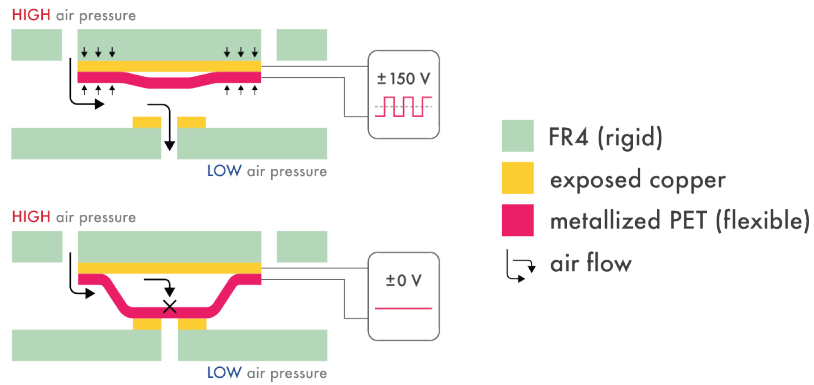 HIGH air pressure
±150 V
LOW air pressure
HIGH air pressure
±0 V
LOW air pressure
FR4 (rigid)
exposed copper
metallized PET (flexible)
air flow